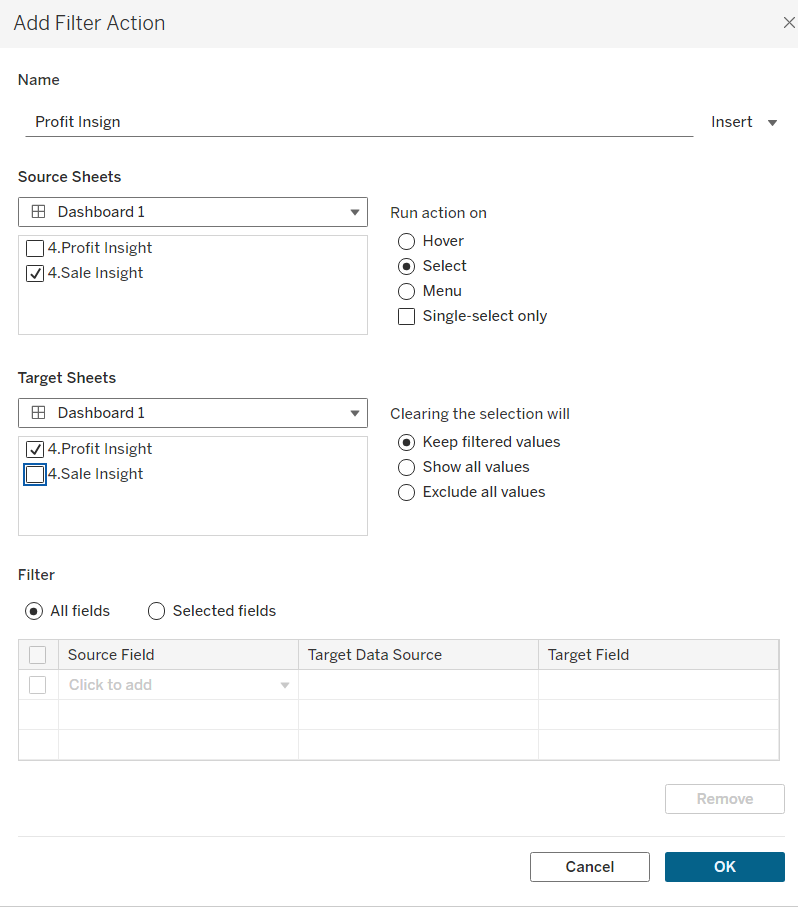 Add Filter Action
Name
Profit Insign
Insert
Source Sheets
Dashboard 1
Run action on
4.Profit Insight
Hover
4.Sale Insight
Select
Menu
Single-select only
Target Sheets
Dashboard 1
Clearing the selection will
4.Profit Insight
Keep filtered values
4.Sale Insight
Show all values
Exclude all values
Filter
All fields
Selected fields
Source Field
Target Data Source
Target Field
Click to add
Remove
Cancel
OK